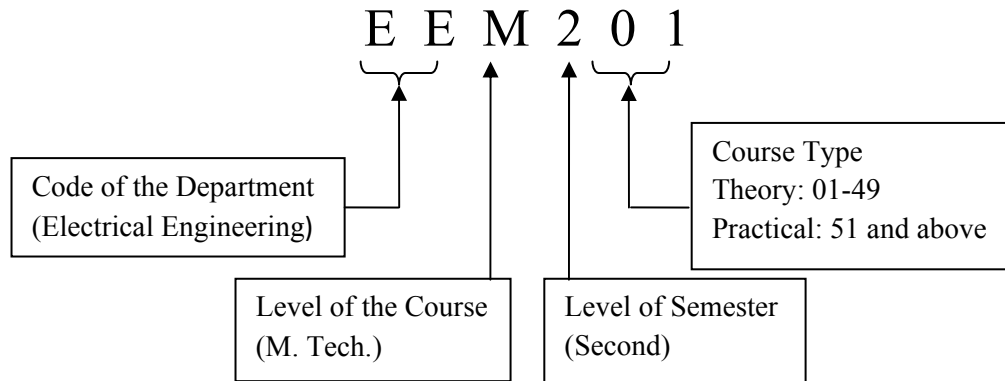 E E M 2 0 1
Course Type
Theory: 01-49
Practical: 51 and above
Code of the Department
(Electrical Engineering)
Level of the Course
(M. Tech.)
Level of Semester
(Second)